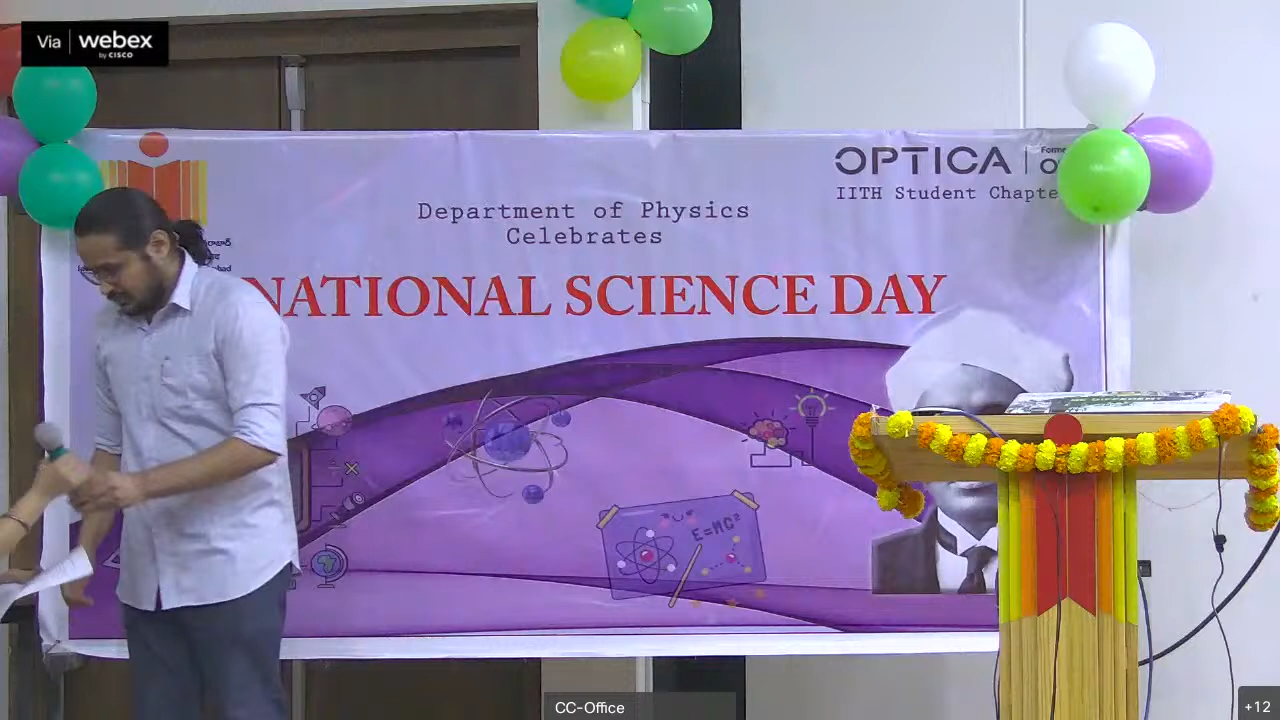 Via webex
by CISCO
OPTICA | Forme
IITH Student Chapte
Department of Physics
Celebrates
NATIONAL SCIENCE DAY
E=MC²
CC-Office
+12